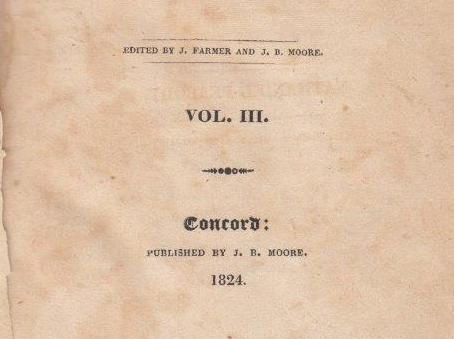 EDITED BY J. FARMER AND J. B. MOORE.
VOL. III.
Concord:
PUBLISHED BY J. B. MOORE.
1824.